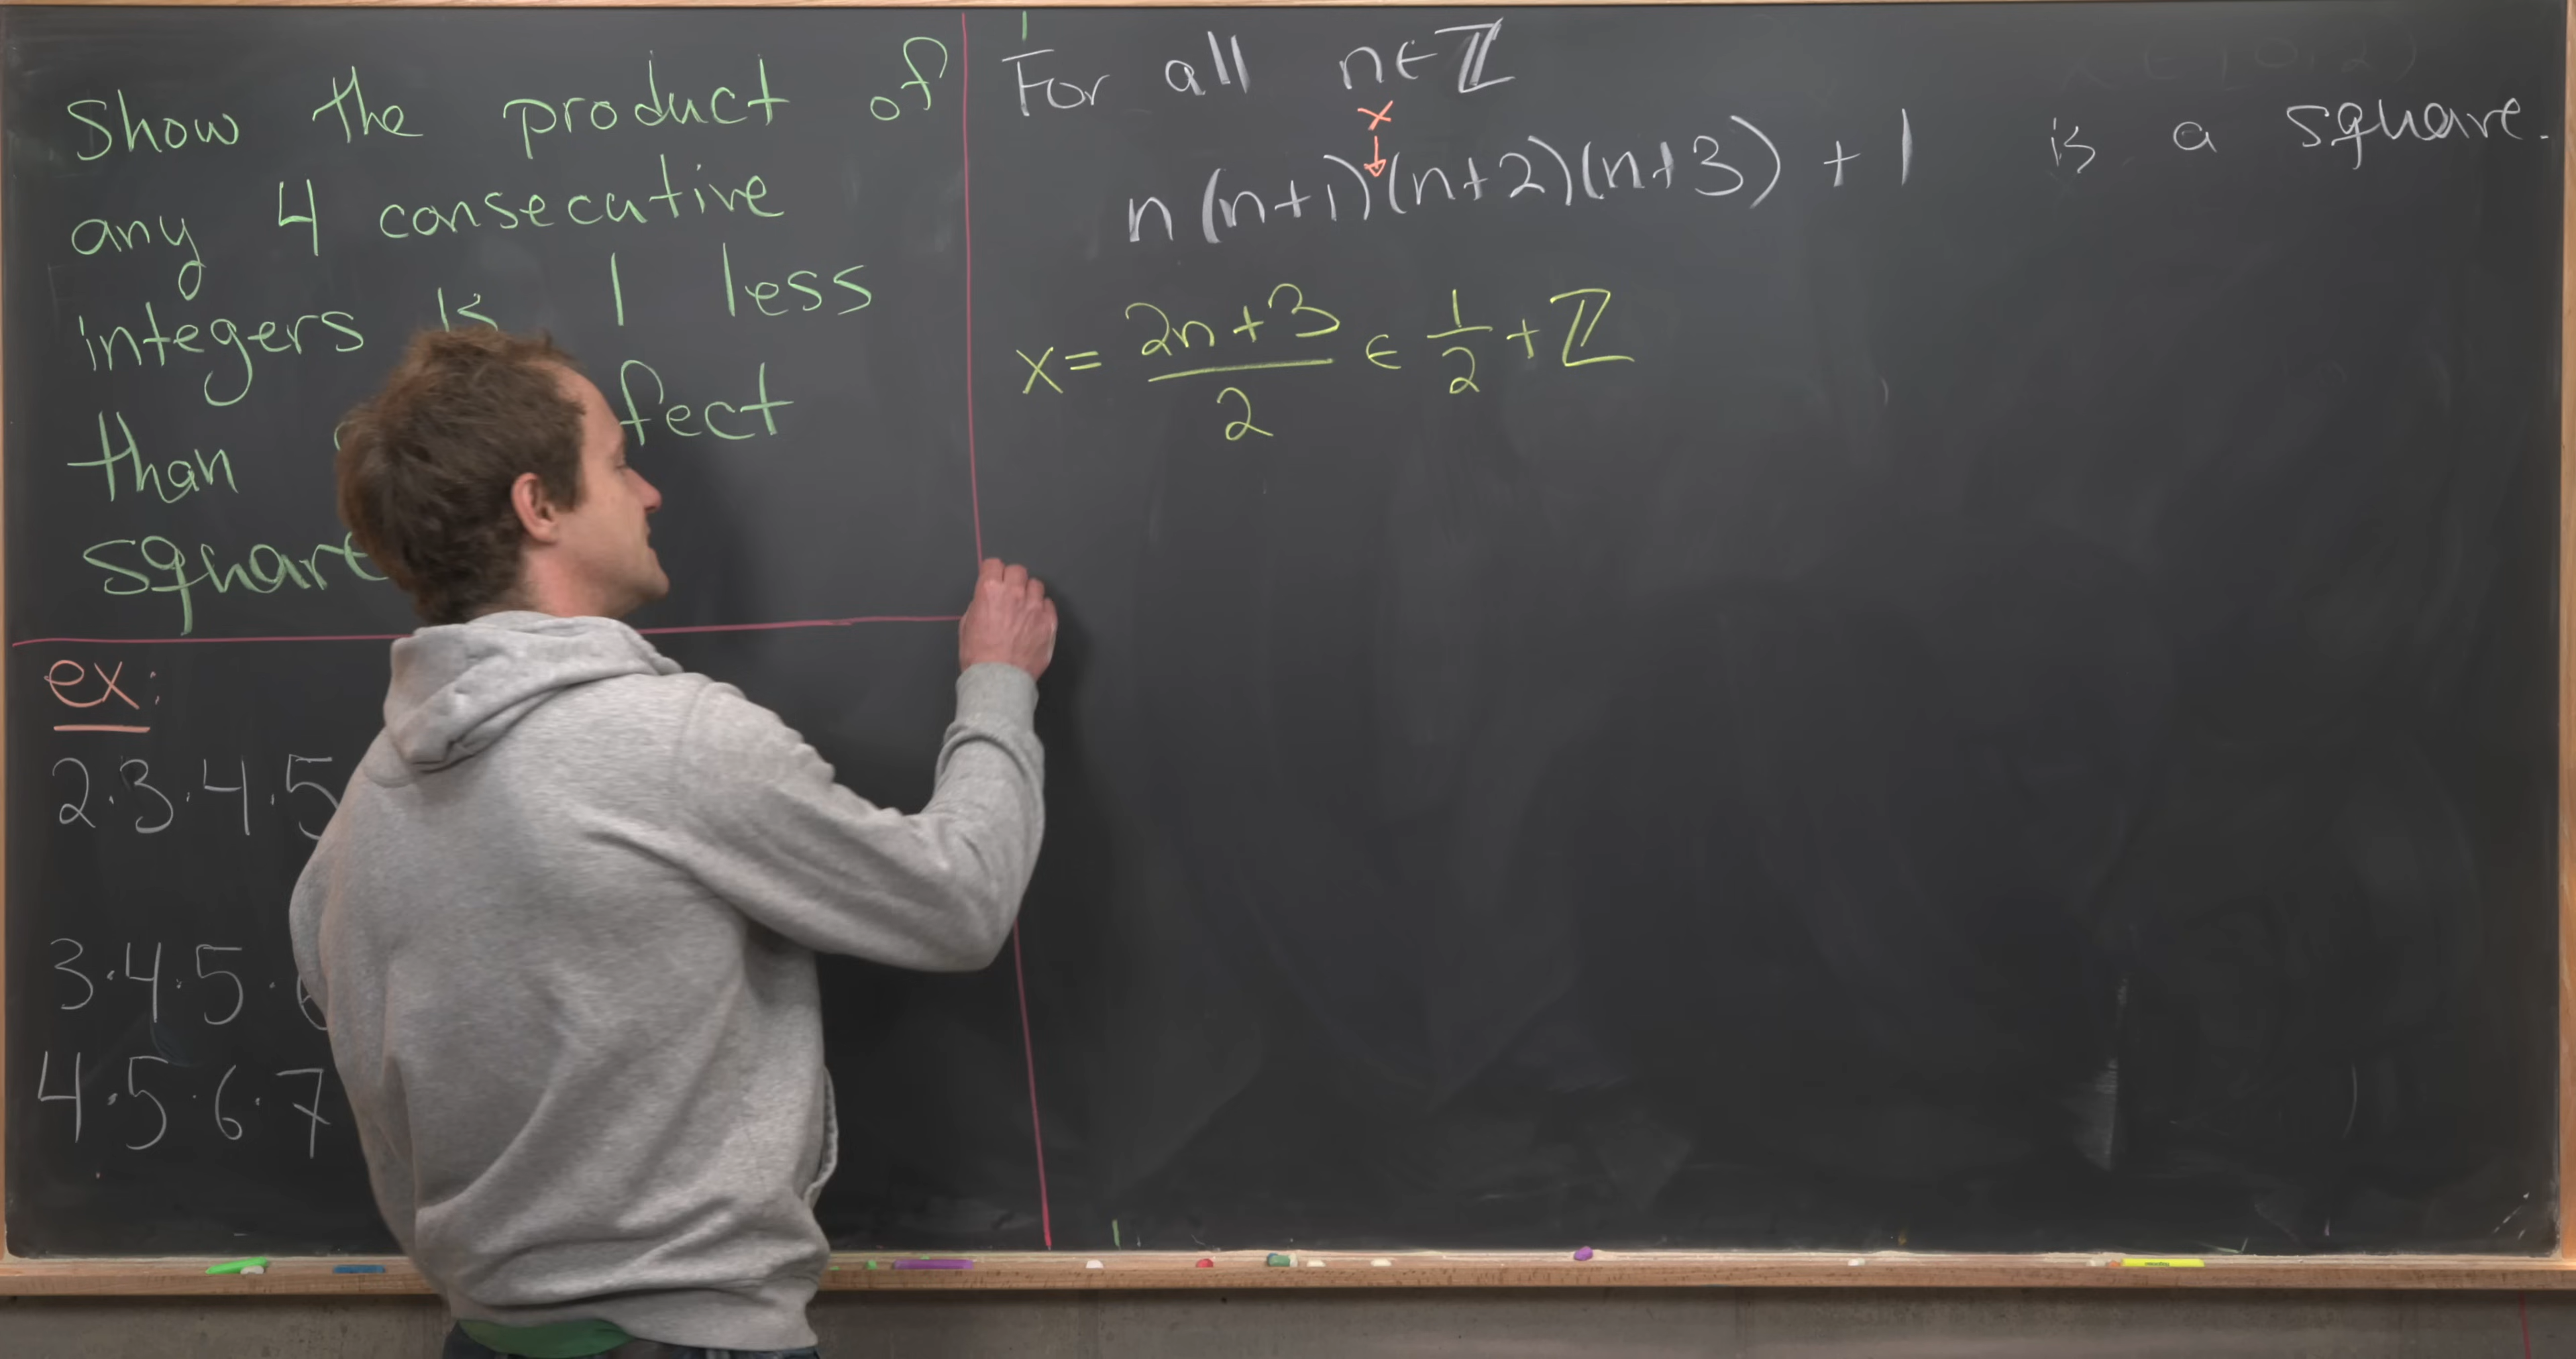 Show the product of
any 4 consecutive
integers is 1 less
than
square
ex:
2·3·4·5
3·4·5·
4·5·6·7
For all n∈ℤ
x
↓
n(n+1)(n+2)(n+3) + 1 is a square.
x = (2n+3)/2 ∈ 1/2 + ℤ